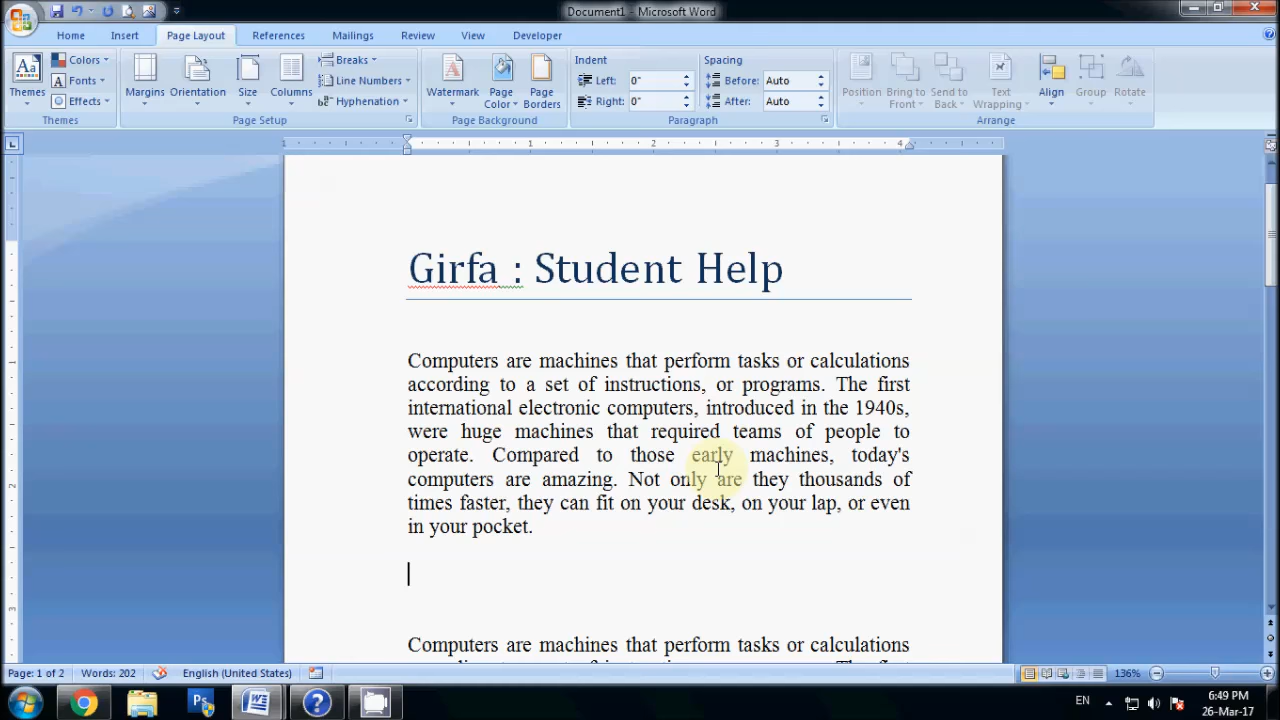 Document1 - Microsoft Word
Home Insert Page Layout References Mailings Review View Developer
Themes
Colors
Fonts
Effects
Themes
Margins Orientation Size Columns
Breaks
Line Numbers
Hyphenation
Page Setup
Watermark Page Color Page Borders
Page Background
Indent
Left: 0"
Right: 0"
Spacing
Before: Auto
After: Auto
Paragraph
Position Bring to Front Send to Back Text Wrapping Align Group Rotate
Arrange
1 1 2 3 4
Girfa : Student Help
Computers are machines that perform tasks or calculations
according to a set of instructions, or programs. The first
international electronic computers, introduced in the 1940s,
were huge machines that required teams of people to
operate. Compared to those early machines, today's
computers are amazing. Not only are they thousands of
times faster, they can fit on your desk, on your lap, or even
in your pocket.
Computers are machines that perform tasks or calculations
Page: 1 of 2 Words: 202 English (United States) 136%
EN 6:49 PM
26-Mar-17